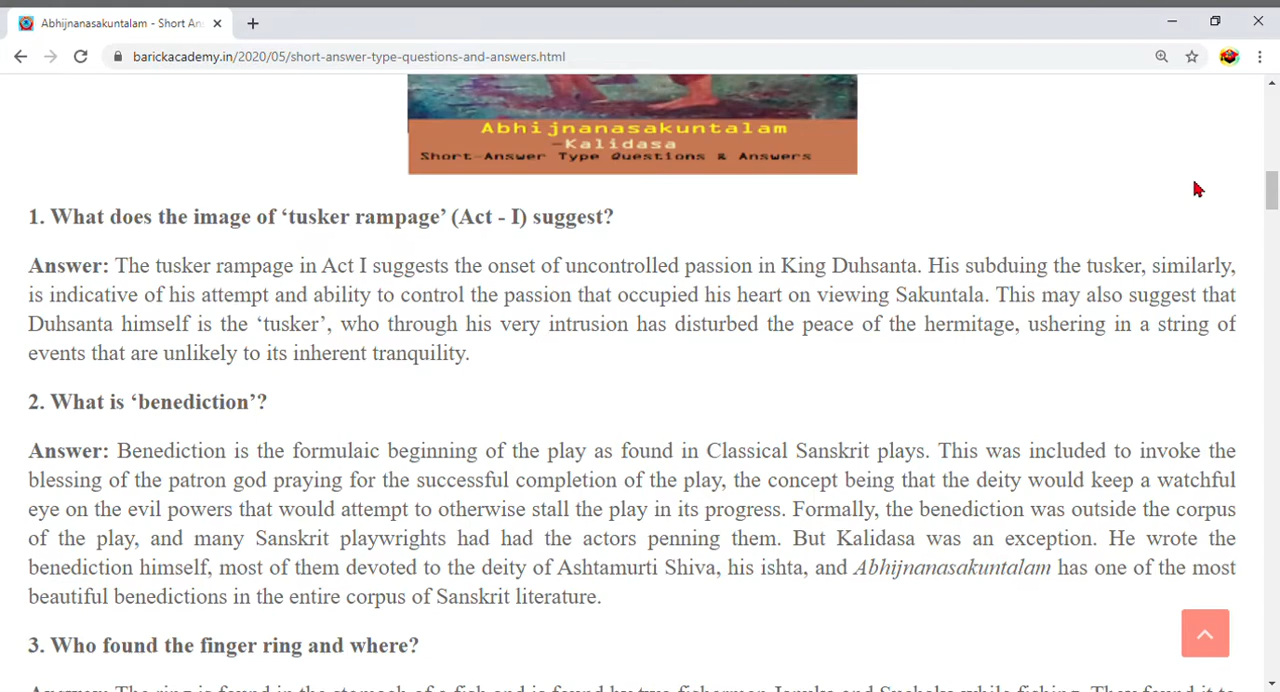 Abhijnanasakuntalam - Short An
barickacademy.in/2020/05/short-answer-type-questions-and-answers.html
Abhijnanasakuntalam
-Kalidasa
Short-Answer Type Questions & Answers
1. What does the image of ‘tusker rampage’ (Act - I) suggest?
Answer: The tusker rampage in Act I suggests the onset of uncontrolled passion in King Duhsanta. His subduing the tusker, similarly,
is indicative of his attempt and ability to control the passion that occupied his heart on viewing Sakuntala. This may also suggest that
Duhsanta himself is the ‘tusker’, who through his very intrusion has disturbed the peace of the hermitage, ushering in a string of
events that are unlikely to its inherent tranquility.
2. What is ‘benediction’?
Answer: Benediction is the formulaic beginning of the play as found in Classical Sanskrit plays. This was included to invoke the
blessing of the patron god praying for the successful completion of the play, the concept being that the deity would keep a watchful
eye on the evil powers that would attempt to otherwise stall the play in its progress. Formally, the benediction was outside the corpus
of the play, and many Sanskrit playwrights had had the actors penning them. But Kalidasa was an exception. He wrote the
benediction himself, most of them devoted to the deity of Ashtamurti Shiva, his ishta, and Abhijnanasakuntalam has one of the most
beautiful benedictions in the entire corpus of Sanskrit literature.
3. Who found the finger ring and where?